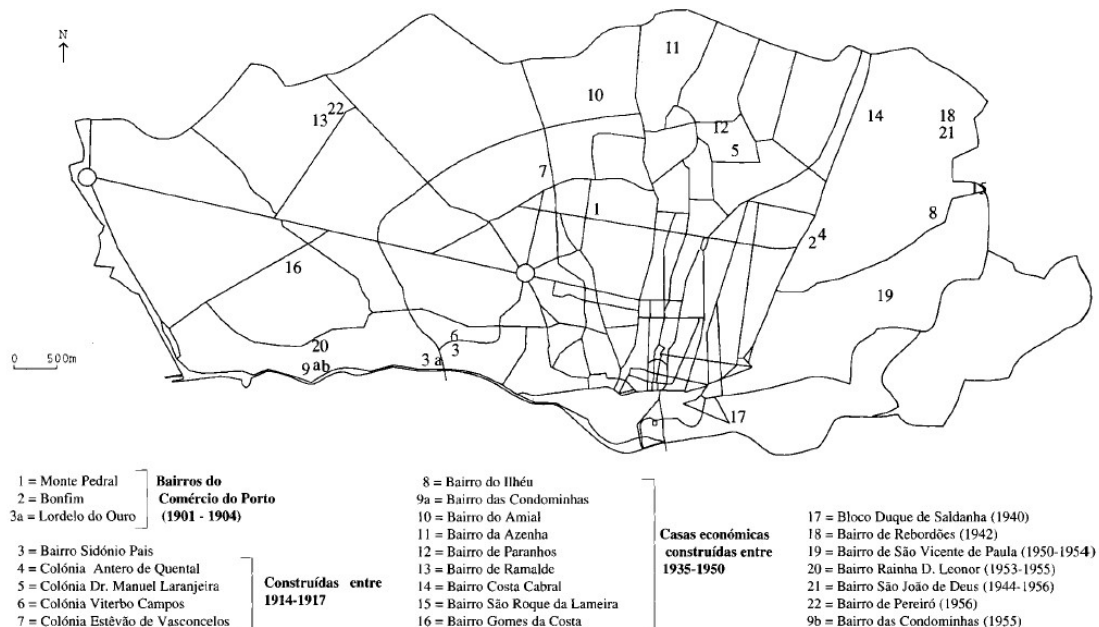 N
11
10
22
13
14
18
21
12
5
7
15
1
8
2 4
16
19
6
3
20
3 a
0 500m
9 ab
17
1 = Monte Pedral
2 = Bonfim
3a = Lordelo do Ouro
Bairros do
Comércio do Porto
(1901 - 1904)
3 = Bairro Sidónio Pais
4 = Colónia Antero de Quental
5 = Colónia Dr. Manuel Laranjeira
6 = Colónia Viterbo Campos
7 = Colónia Estêvão de Vasconcelos
Construídas entre
1914-1917
8 = Bairro do Ilhéu
9a = Bairro das Condominhas
10 = Bairro do Amial
11 = Bairro da Azenha
12 = Bairro de Paranhos
13 = Bairro de Ramalde
14 = Bairro Costa Cabral
15 = Bairro São Roque da Lameira
16 = Bairro Gomes da Costa
Casas económicas
construídas entre
1935-1950
17 = Bloco Duque de Saldanha (1940)
18 = Bairro de Rebordões (1942)
19 = Bairro de São Vicente de Paula (1950-1954)
20 = Bairro Rainha D. Leonor (1953-1955)
21 = Bairro São João de Deus (1944-1956)
22 = Bairro de Pereiró (1956)
9b = Bairro das Condominhas (1955)